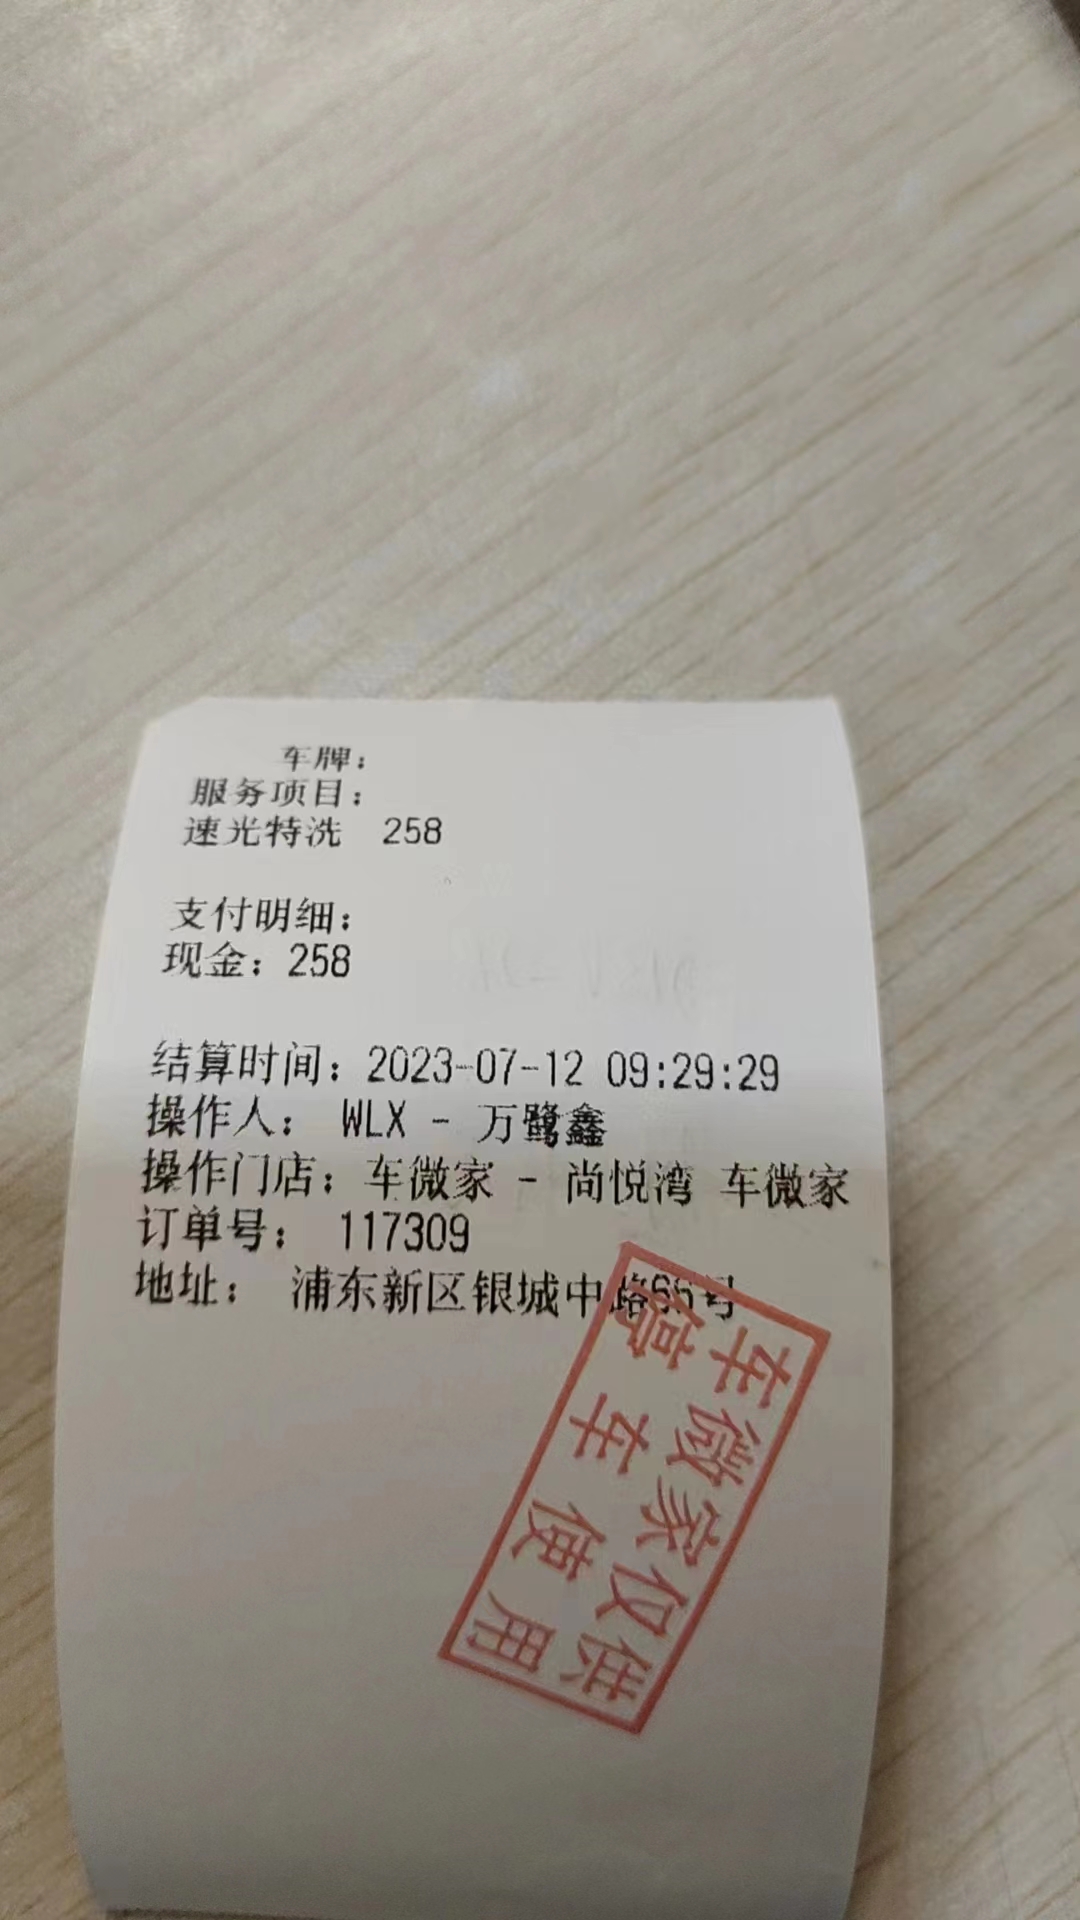 车牌：
服务项目：
速光特洗 258
支付明细：
现金：258
结算时间：2023-07-12 09:29:29
操作人： WLX - 万鹭鑫
操作门店：车微家 - 尚悦湾 车微家
订单号： 117309
地址： 浦东新区银城中路66号
车微家仅供
停车使用